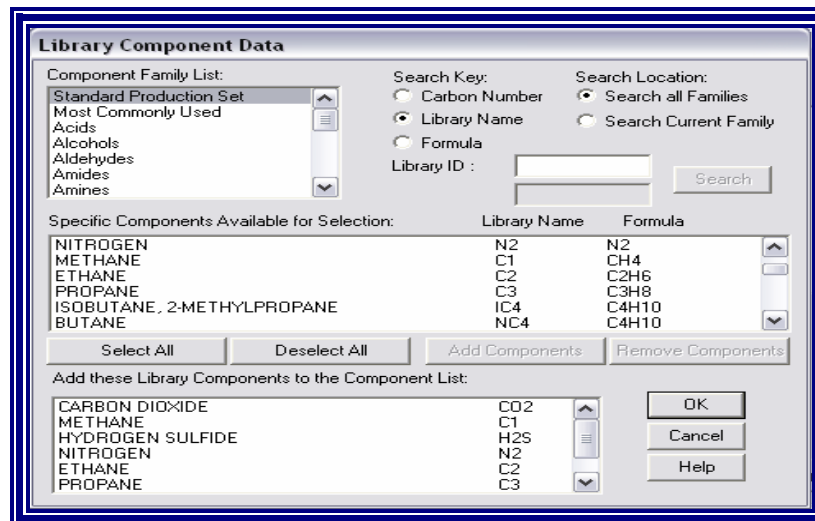 Library Component Data
Component Family List:
Standard Production Set
Most Commonly Used
Acids
Alcohols
Aldehydes
Amides
Amines
Search Key:
Carbon Number
Library Name
Formula
Library ID :
Search Location:
Search all Families
Search Current Family
Search
Specific Components Available for Selection: Library Name Formula
NITROGEN N2 N2
METHANE C1 CH4
ETHANE C2 C2H6
PROPANE C3 C3H8
ISOBUTANE, 2-METHYLPROPANE IC4 C4H10
BUTANE NC4 C4H10
Select All Deselect All Add Components Remove Components
Add these Library Components to the Component List:
CARBON DIOXIDE CO2
METHANE C1
HYDROGEN SULFIDE H2S
NITROGEN N2
ETHANE C2
PROPANE C3
OK
Cancel
Help